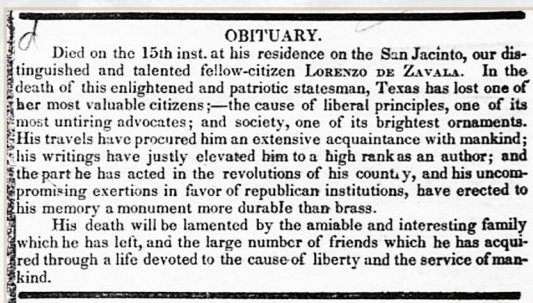 d
OBITUARY.
Died on the 15th inst. at his residence on the San Jacinto, our dis-
tinguished and talented fellow-citizen LORENZO DE ZAVALA. In the
death of this enlightened and patriotic statesman, Texas has lost one of
her most valuable citizens;—the cause of liberal principles, one of its
most untiring advocates; and society, one of its brightest ornaments.
His travels have procured him an extensive acquaintance with mankind;
his writings have justly elevated him to a high rank as an author; and
the part he has acted in the revolutions of his county, and his uncom-
promising exertions in favor of republican institutions, have erected to
his memory a monument more durable than brass.
His death will be lamented by the amiable and interesting family
which he has left, and the large number of friends which he has acqui-
red through a life devoted to the cause of liberty and the service of man-
kind.